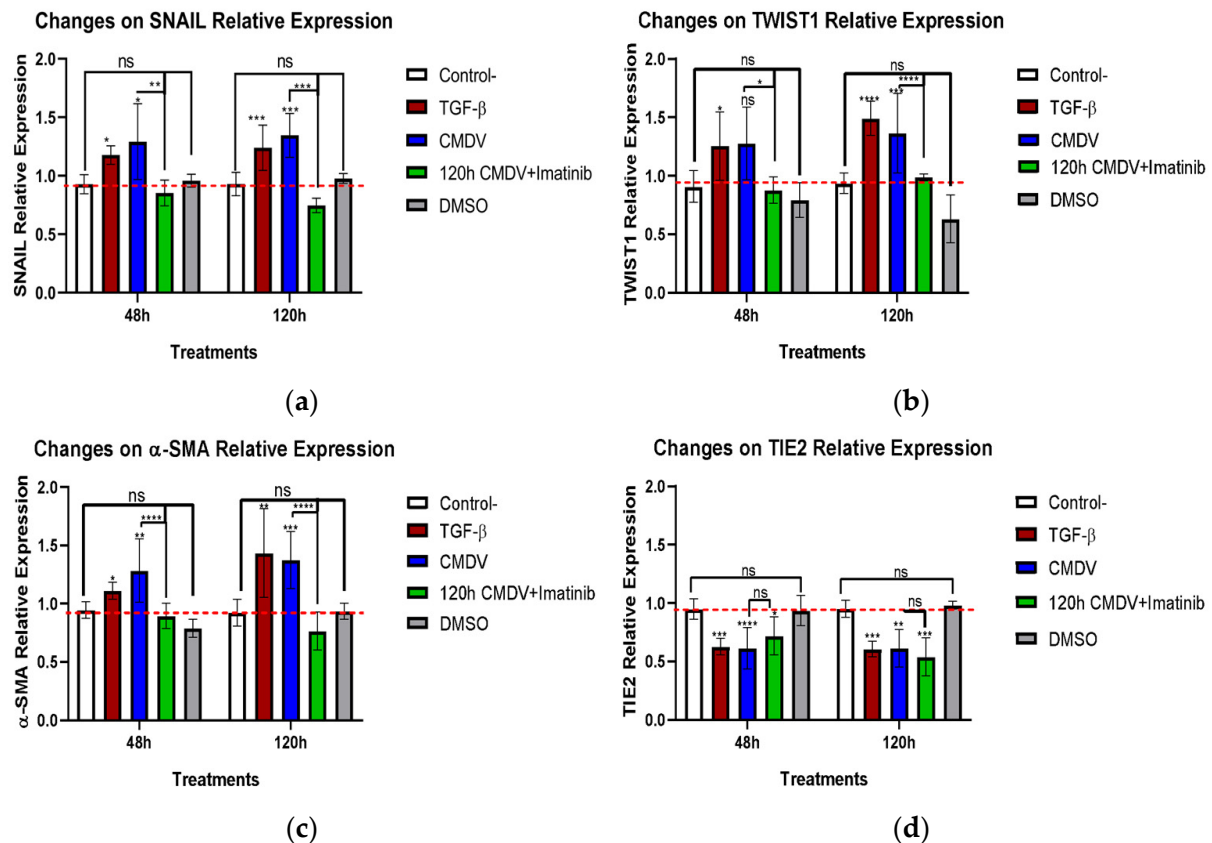 Changes on SNAIL Relative Expression
SNAIL Relative Expression
2.0
1.5
1.0
0.5
0.0
ns
ns
**
***
*
*
***
***
48h
120h
Treatments
Control-
TGF-β
CMDV
120h CMDV+Imatinib
DMSO
(a)
Changes on TWIST1 Relative Expression
TWIST1 Relative Expression
2.0
1.5
1.0
0.5
0.0
ns
ns
*
****
*
ns
****
***
48h
120h
Treatments
Control-
TGF-β
CMDV
120h CMDV+Imatinib
DMSO
(b)
Changes on α-SMA Relative Expression
α-SMA Relative Expression
2.0
1.5
1.0
0.5
0.0
ns
ns
****
****
*
**
**
***
48h
120h
Treatments
Control-
TGF-β
CMDV
120h CMDV+Imatinib
DMSO
(c)
Changes on TIE2 Relative Expression
TIE2 Relative Expression
2.0
1.5
1.0
0.5
0.0
ns
ns
ns
ns
***
****
*
***
**
***
48h
120h
Treatments
Control-
TGF-β
CMDV
120h CMDV+Imatinib
DMSO
(d)